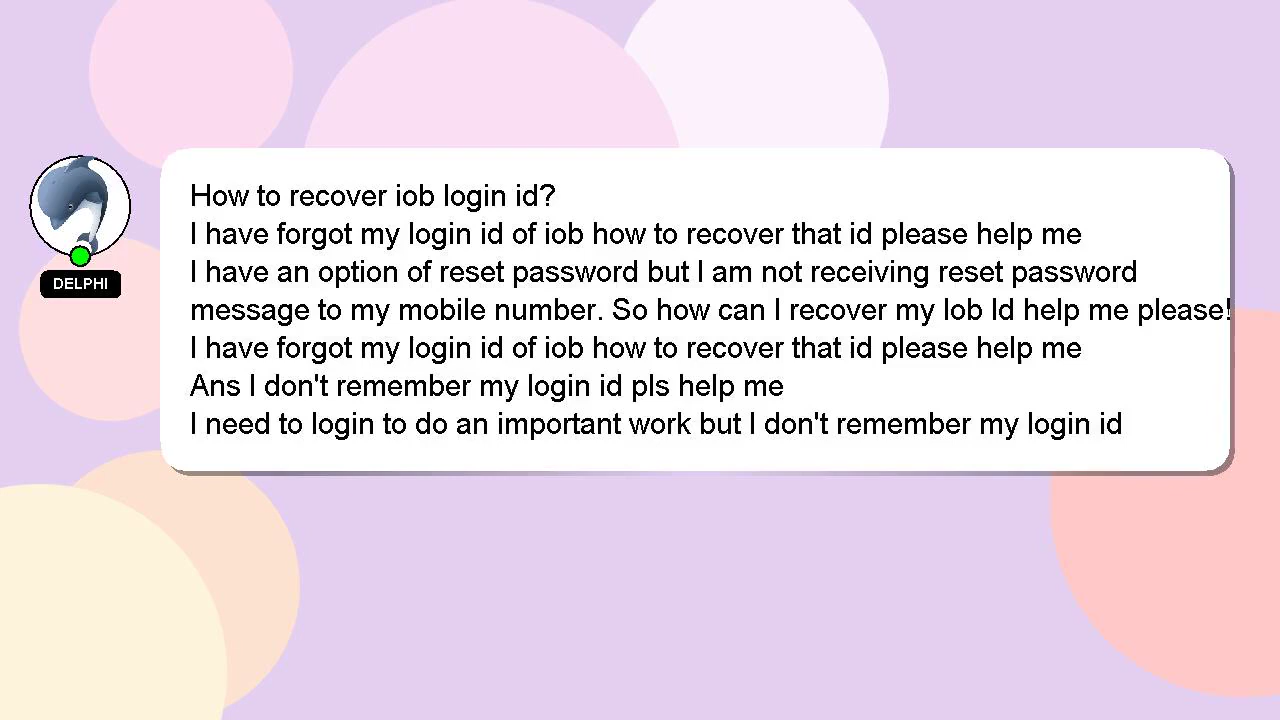 How to recover iob login id?
I have forgot my login id of iob how to recover that id please help me
I have an option of reset password but I am not receiving reset password
message to my mobile number. So how can I recover my Iob Id help me please!
I have forgot my login id of iob how to recover that id please help me
Ans I don't remember my login id pls help me
I need to login to do an important work but I don't remember my login id
DELPHI